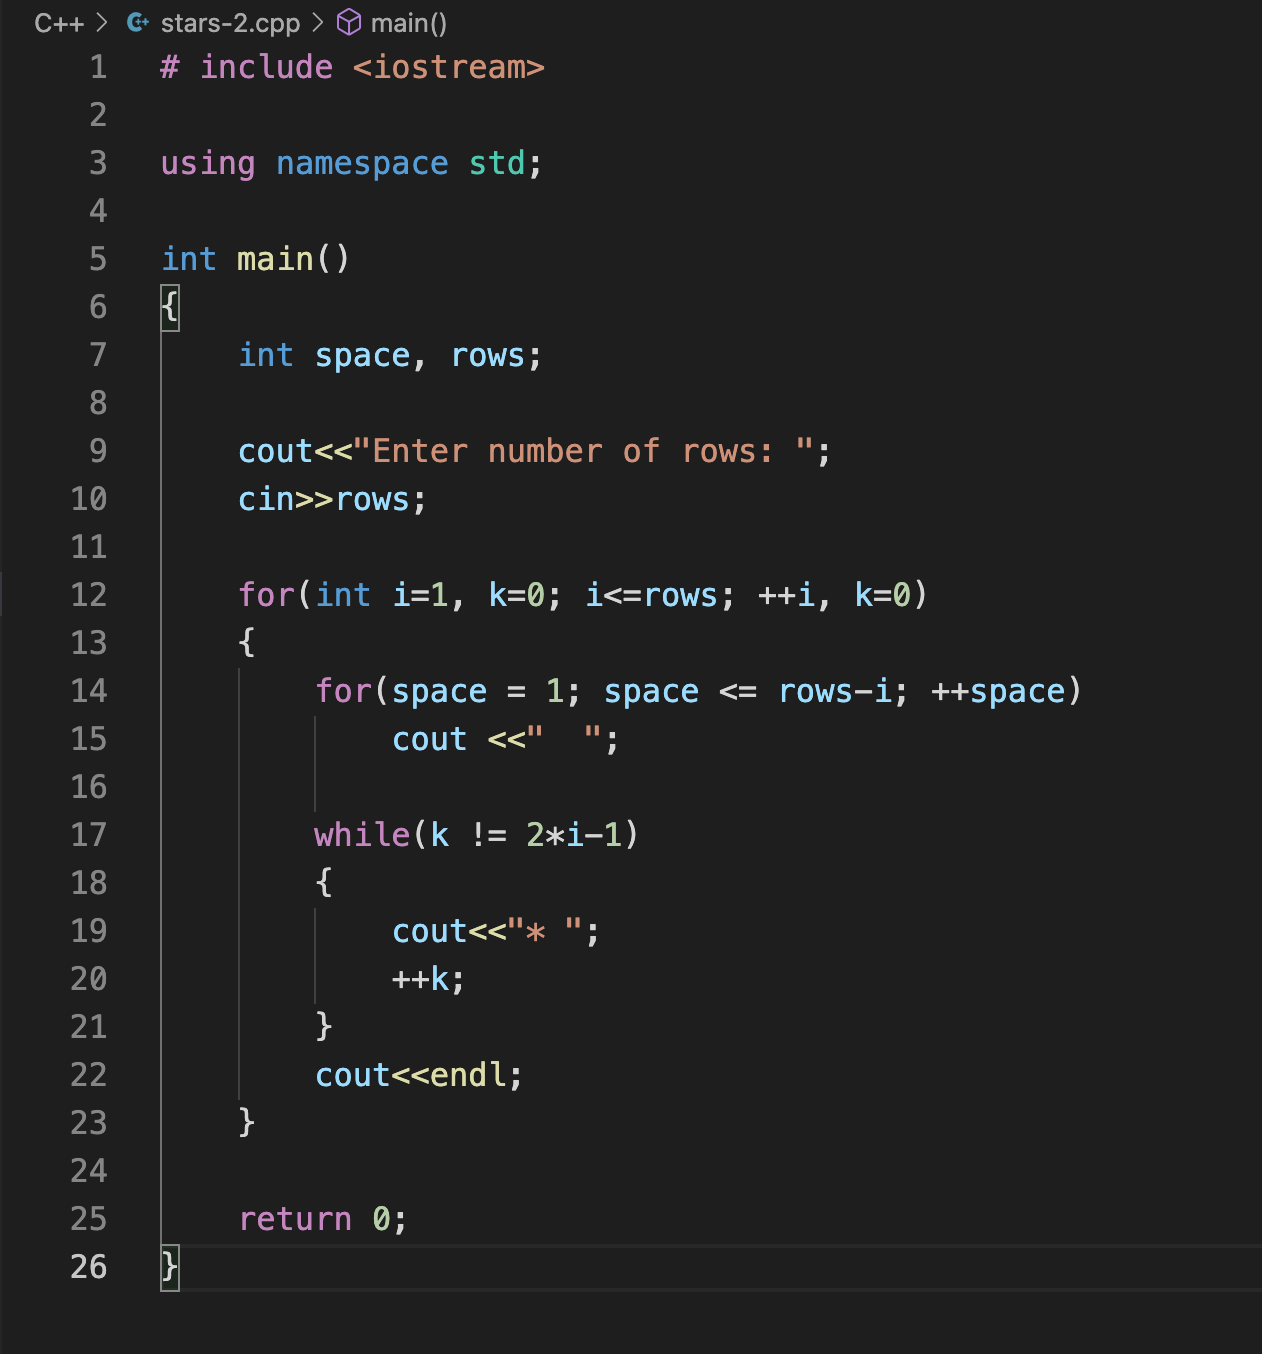 C++ > stars-2.cpp > main()
1 # include <iostream>
2
3 using namespace std;
4
5 int main()
6 {
7     int space, rows;
8
9     cout<<"Enter number of rows: ";
10     cin>>rows;
11
12     for(int i=1, k=0; i<=rows; ++i, k=0)
13     {
14         for(space = 1; space <= rows-i; ++space)
15             cout <<"  ";
16
17         while(k != 2*i-1)
18         {
19             cout<<"* ";
20             ++k;
21         }
22         cout<<endl;
23     }
24
25     return 0;
26 }